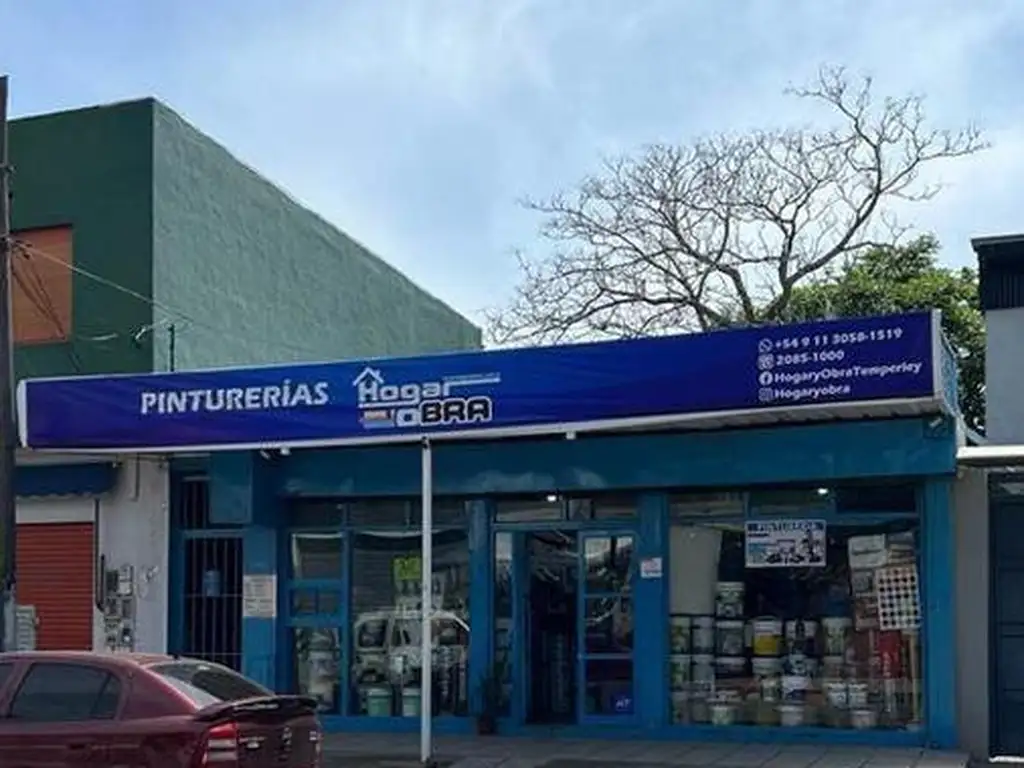 PINTURERÍAS
Hogar
OBRA
+54 9 11 3058-1519
2085-1000
HogaryObraTemperley
Hogaryobra
PINTURERIA